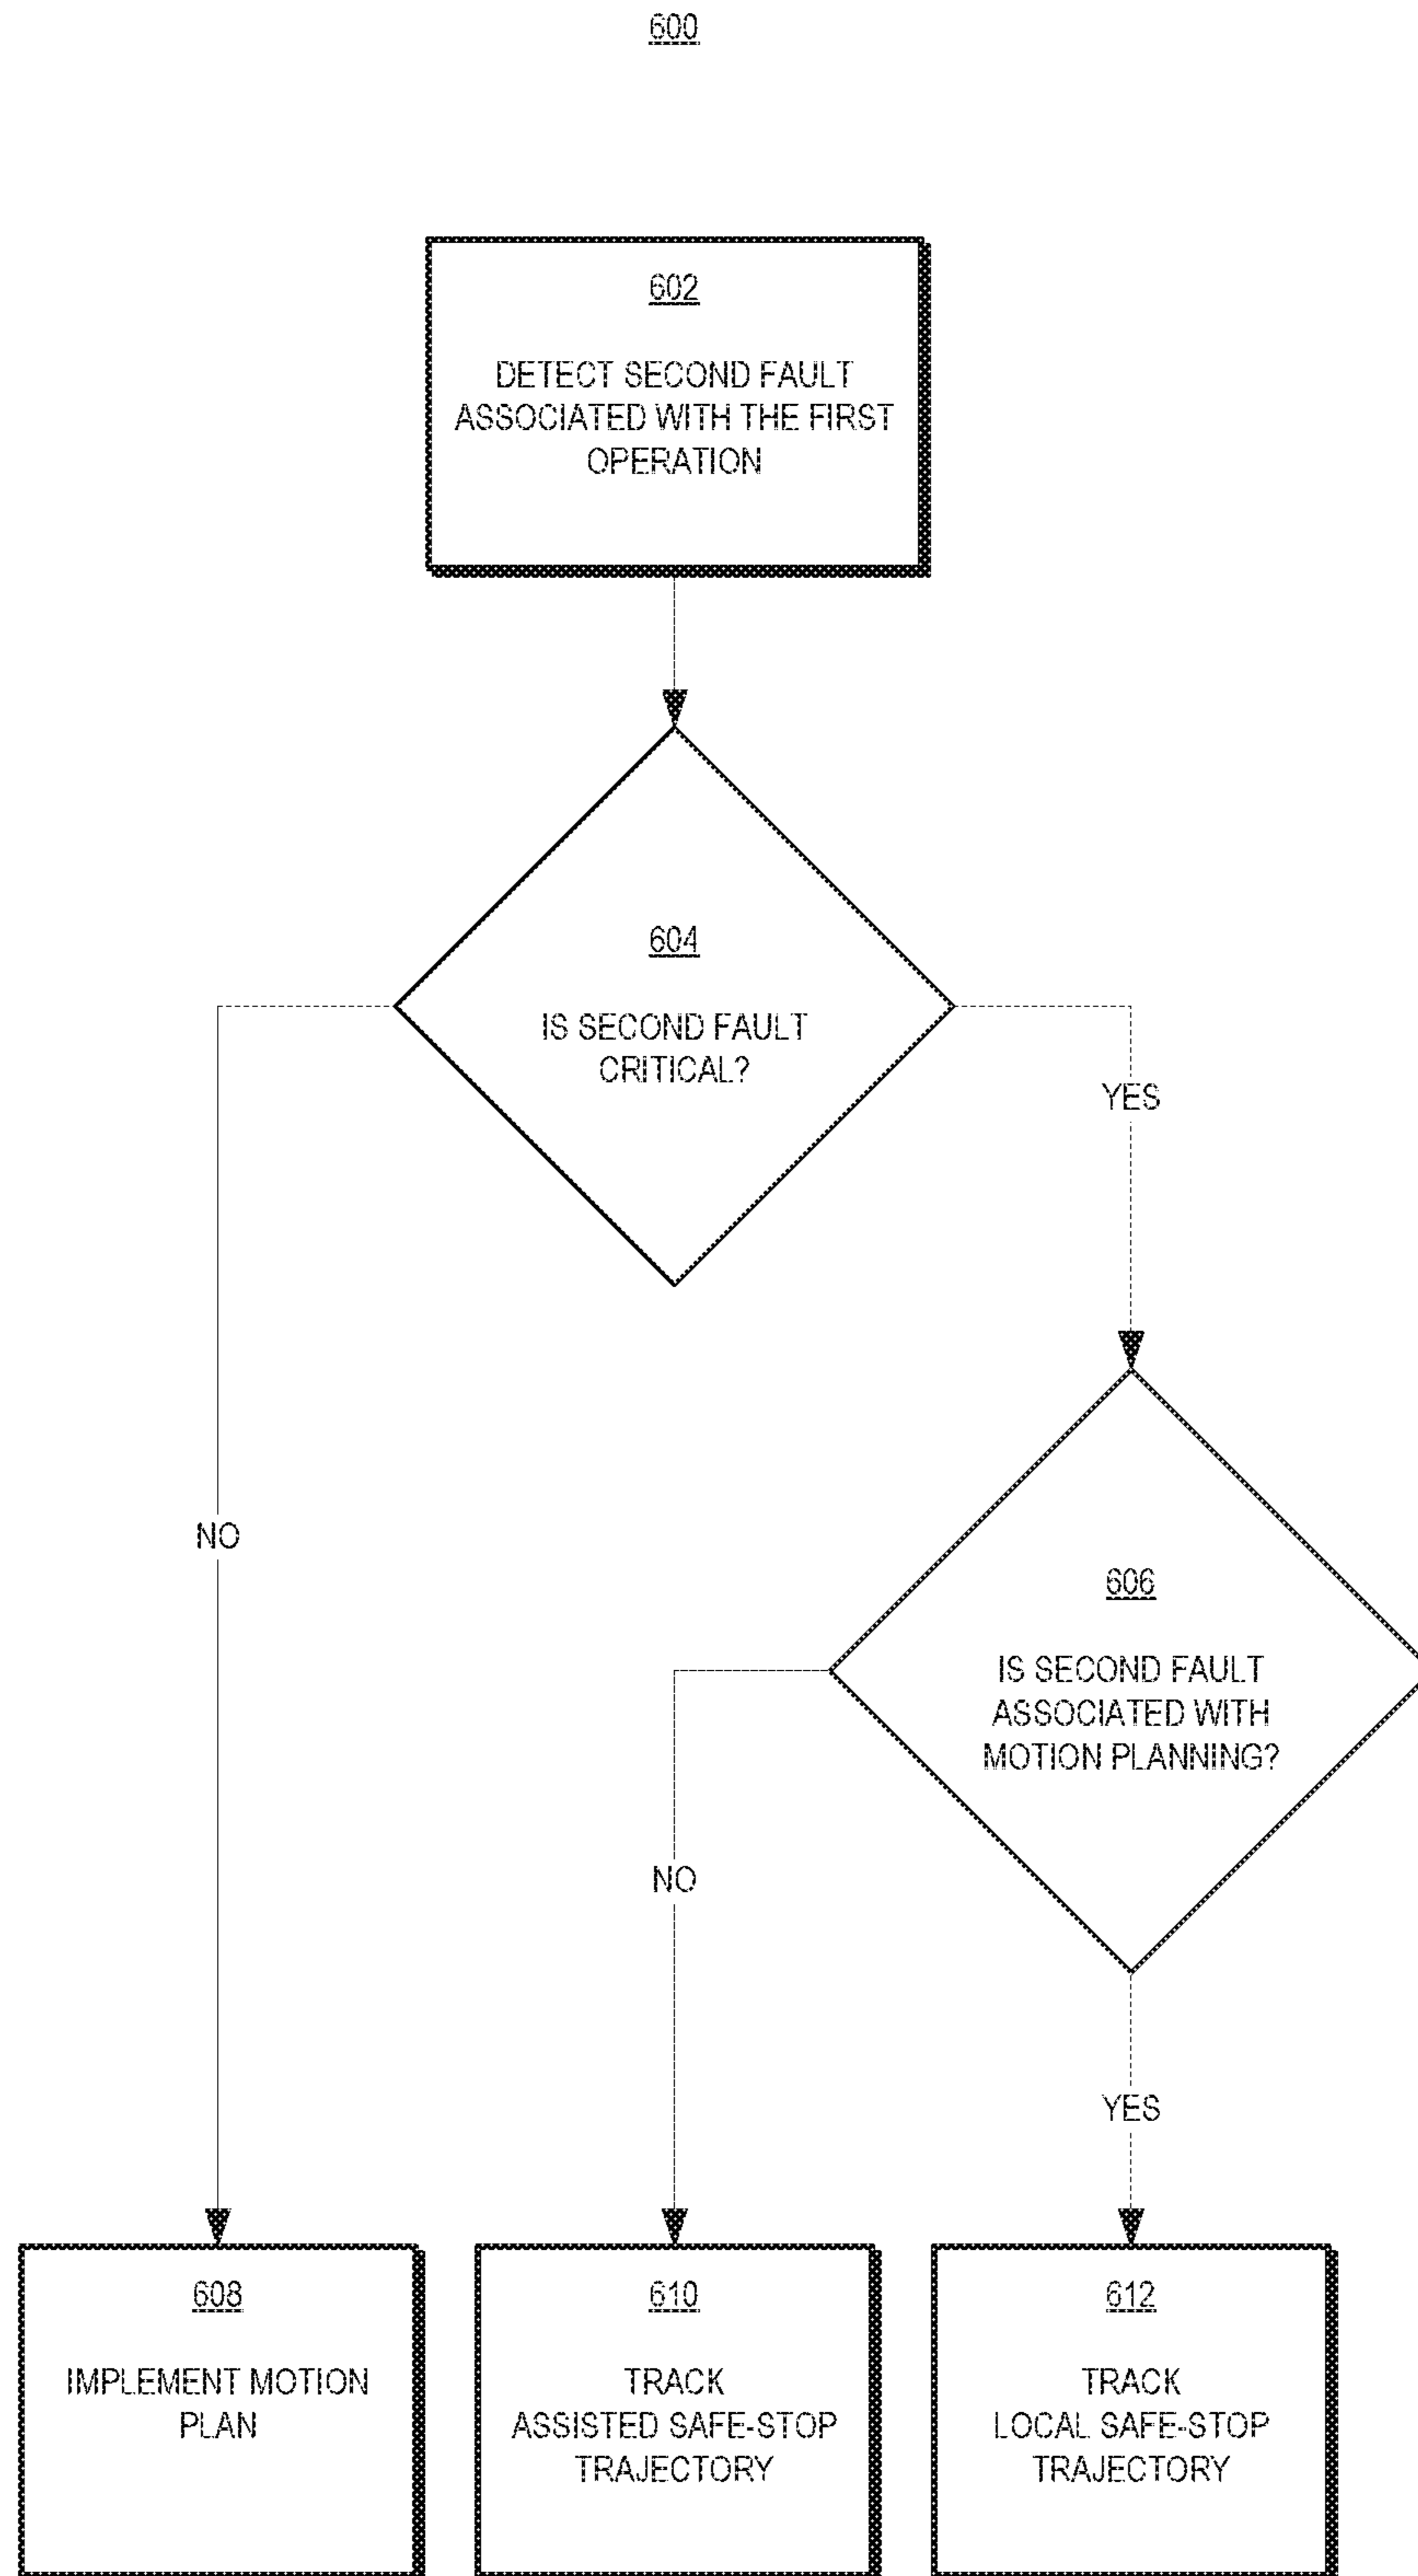 600
602
DETECT SECOND FAULT
ASSOCIATED WITH THE FIRST
OPERATION
604
IS SECOND FAULT
CRITICAL?
YES
NO
606
IS SECOND FAULT
ASSOCIATED WITH
MOTION PLANNING?
NO
YES
608
IMPLEMENT MOTION
PLAN
610
TRACK
ASSISTED SAFE-STOP
TRAJECTORY
612
TRACK
LOCAL SAFE-STOP
TRAJECTORY